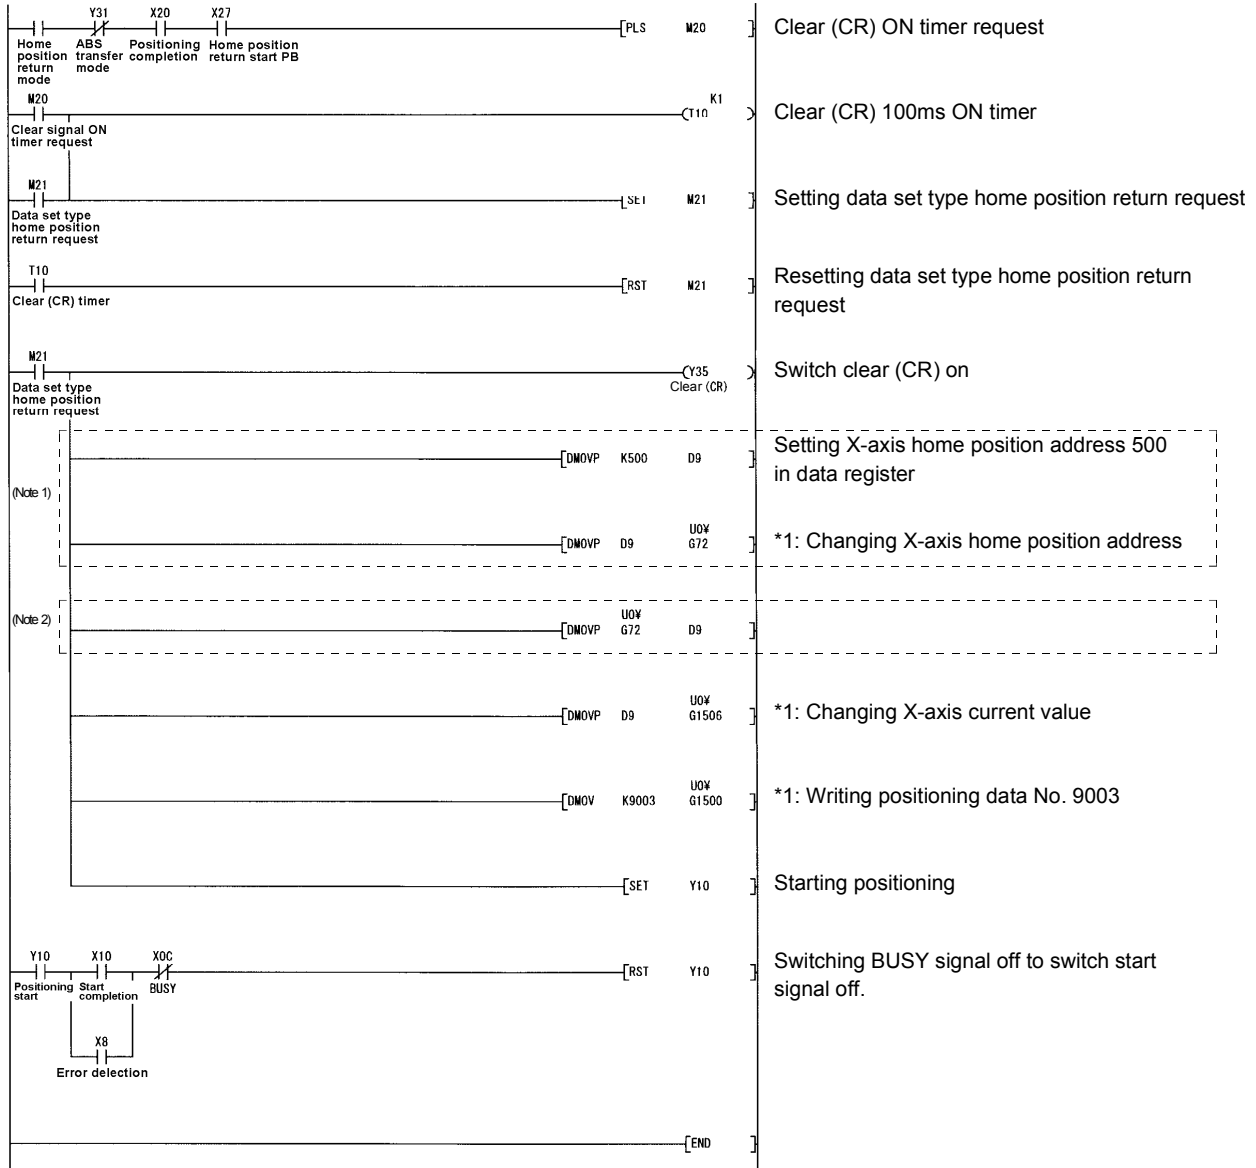 Y31 X20 X27
[PLS M20 ] Clear (CR) ON timer request
Home position return mode
ABS transfer mode
Positioning completion
Home position return start PB
M20
K1
(T10 ) Clear (CR) 100ms ON timer
Clear signal ON
timer request
M21
[SET M21 ] Setting data set type home position return request
Data set type
home position
return request
T10
[RST M21 ] Resetting data set type home position return
request
Clear (CR) timer
M21
(Y35 ) Switch clear (CR) on
Clear (CR)
Data set type
home position
return request
(Note 1)
[DMOVP K500 D9 ] Setting X-axis home position address 500
in data register
U0¥
[DMOVP D9 G72 ] *1: Changing X-axis home position address
(Note 2)
U0¥
[DMOVP G72 D9 ]
U0¥
[DMOVP D9 G1506 ] *1: Changing X-axis current value
U0¥
[DMOV K9003 G1500 ] *1: Writing positioning data No. 9003
[SET Y10 ] Starting positioning
Y10 X10 X0C
[RST Y10 ] Switching BUSY signal off to switch start
signal off.
Positioning start
Start completion
BUSY
X8
Error delection
[END ]